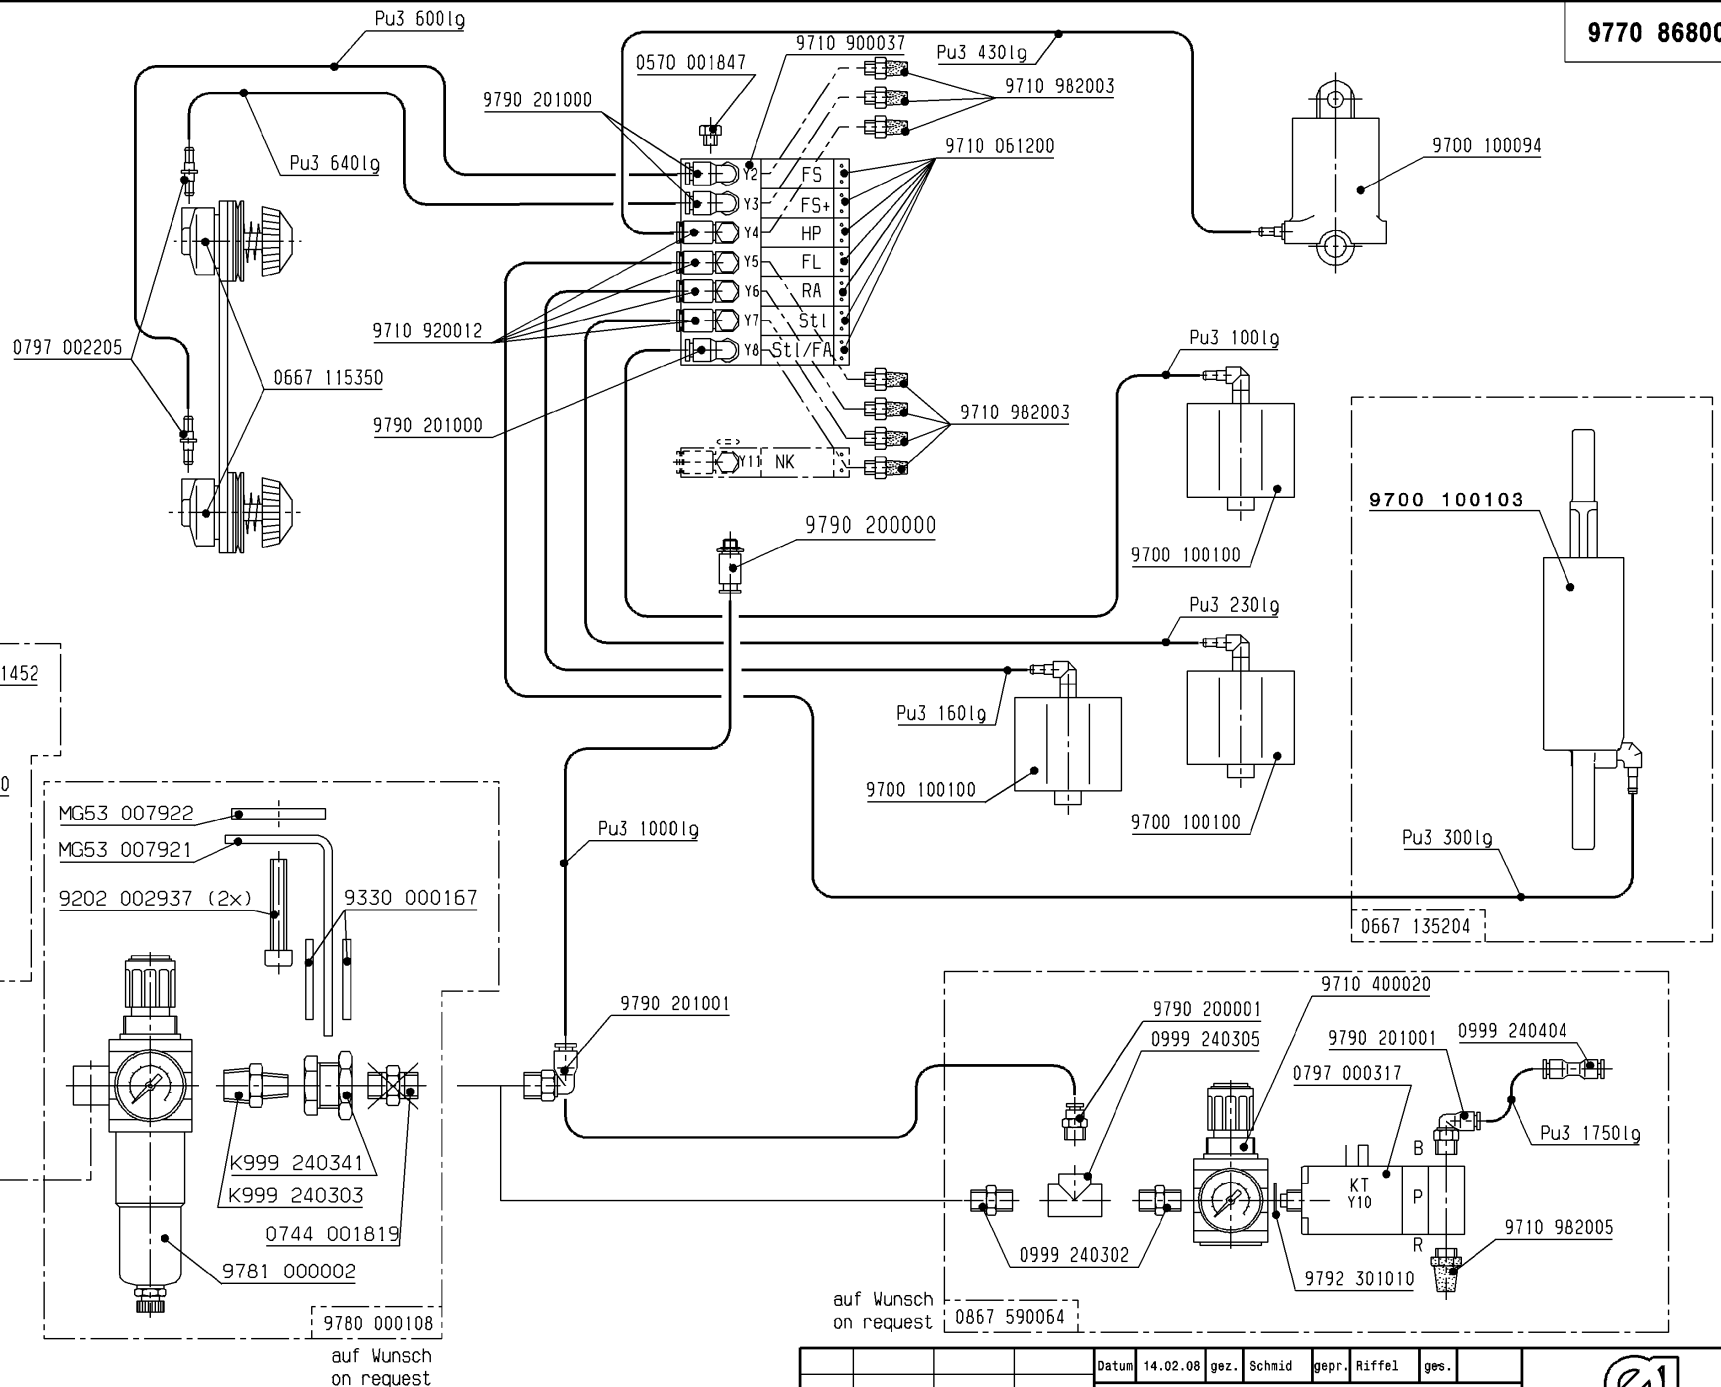 Pu3 600lg
9770 86800
9710 900037
Pu3 430lg
0570 001847
9710 982003
9790 201000
9710 061200
9700 100094
Pu3 640lg
Y2 FS
Y3 FS+
Y4 HP
Y5 FL
Y6 RA
Y7 Stl
Y8 Stl/FA
9710 920012
0797 002205
0667 115350
Pu3 100lg
9790 201000
9710 982003
Y11 NK
9700 100103
9790 200000
9700 100100
Pu3 230lg
1452
Pu3 160lg
0
9700 100100
9700 100100
MG53 007922
MG53 007921
Pu3 1000lg
Pu3 300lg
9202 002937 (2x)
9330 000167
0667 135204
9710 400020
9790 201001
9790 200001
0999 240305
9790 201001
0999 240404
0797 000317
Pu3 1750lg
B
KT
Y10
P
R
K999 240341
K999 240303
0744 001819
9781 000002
0999 240302
9710 982005
9792 301010
9780 000108
auf Wunsch
on request
auf Wunsch
on request
0867 590064
Datum 14.02.08 gez. Schmid gepr. Riffel ges.